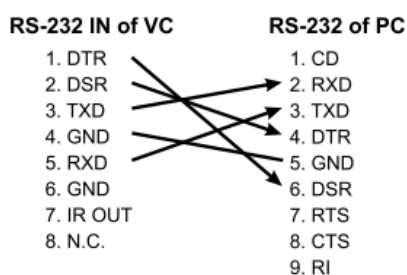 RS-232 IN of VC
1. DTR
2. DSR
3. TXD
4. GND
5. RXD
6. GND
7. IR OUT
8. N.C.
RS-232 of PC
1. CD
2. RXD
3. TXD
4. DTR
5. GND
6. DSR
7. RTS
8. CTS
9. RI